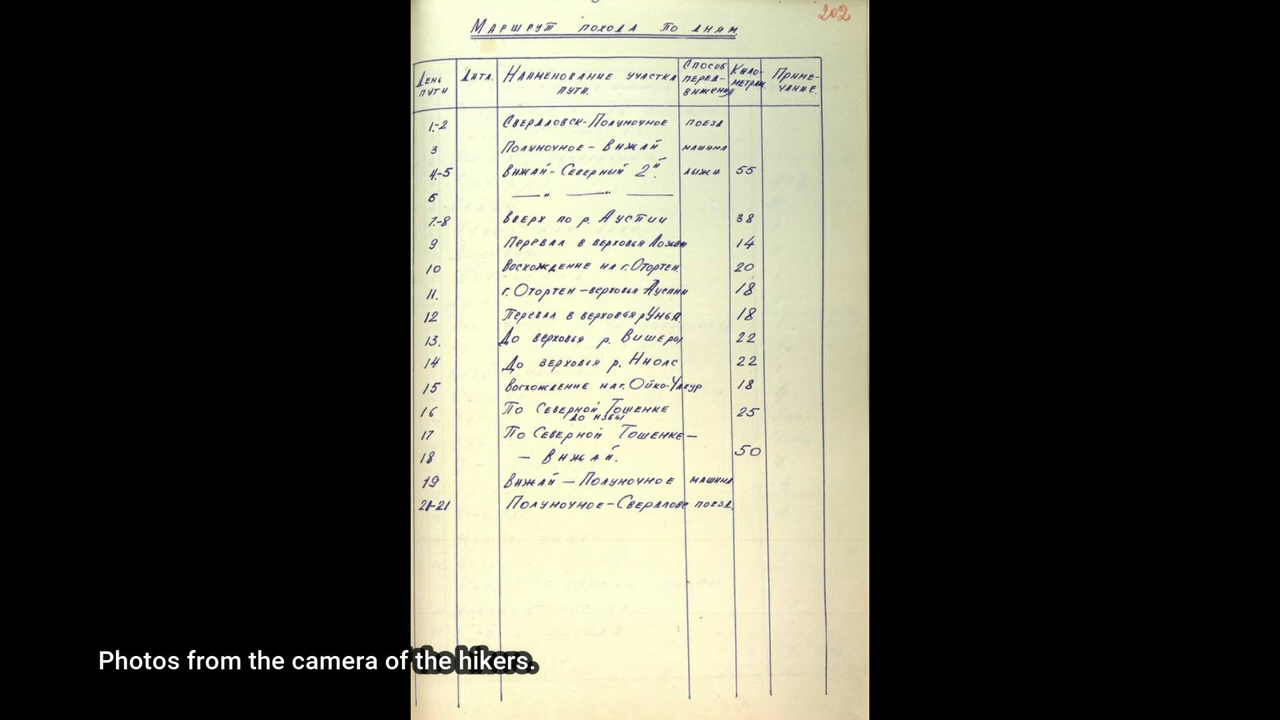 202
Маршрут похода по дням.
День пути Дата. Наименование участка пути. Способ передвижения Километраж Примечание.
1-2 Свердловск-Полуночное поезд
3 Полуночное - Вижай машина
4-5 Вижай-Северный 2й. лыжи 55
6 —"— —"— —
7-8 Вверх по р. Ауспии 38
9 Перевал в верховья Лозьвы 14
10 Восхождение на г. Отортен. 20
11. г. Отортен - верховья Ауспии 18
12 Перевал в верховья р. Унья 18
13. До верховья р. Вишеры 22
14 До верховья р. Ниолс 22
15 Восхождение на г. Ойко-Чакур 18
16 По Северной Тошенке до избы 25
17 По Северной Тошенке-
18 - Вижай. 50
19 Вижай - Полуночное машина
20-21 Полуночное-Свердловс поезд.
Photos from the camera of the hikers.